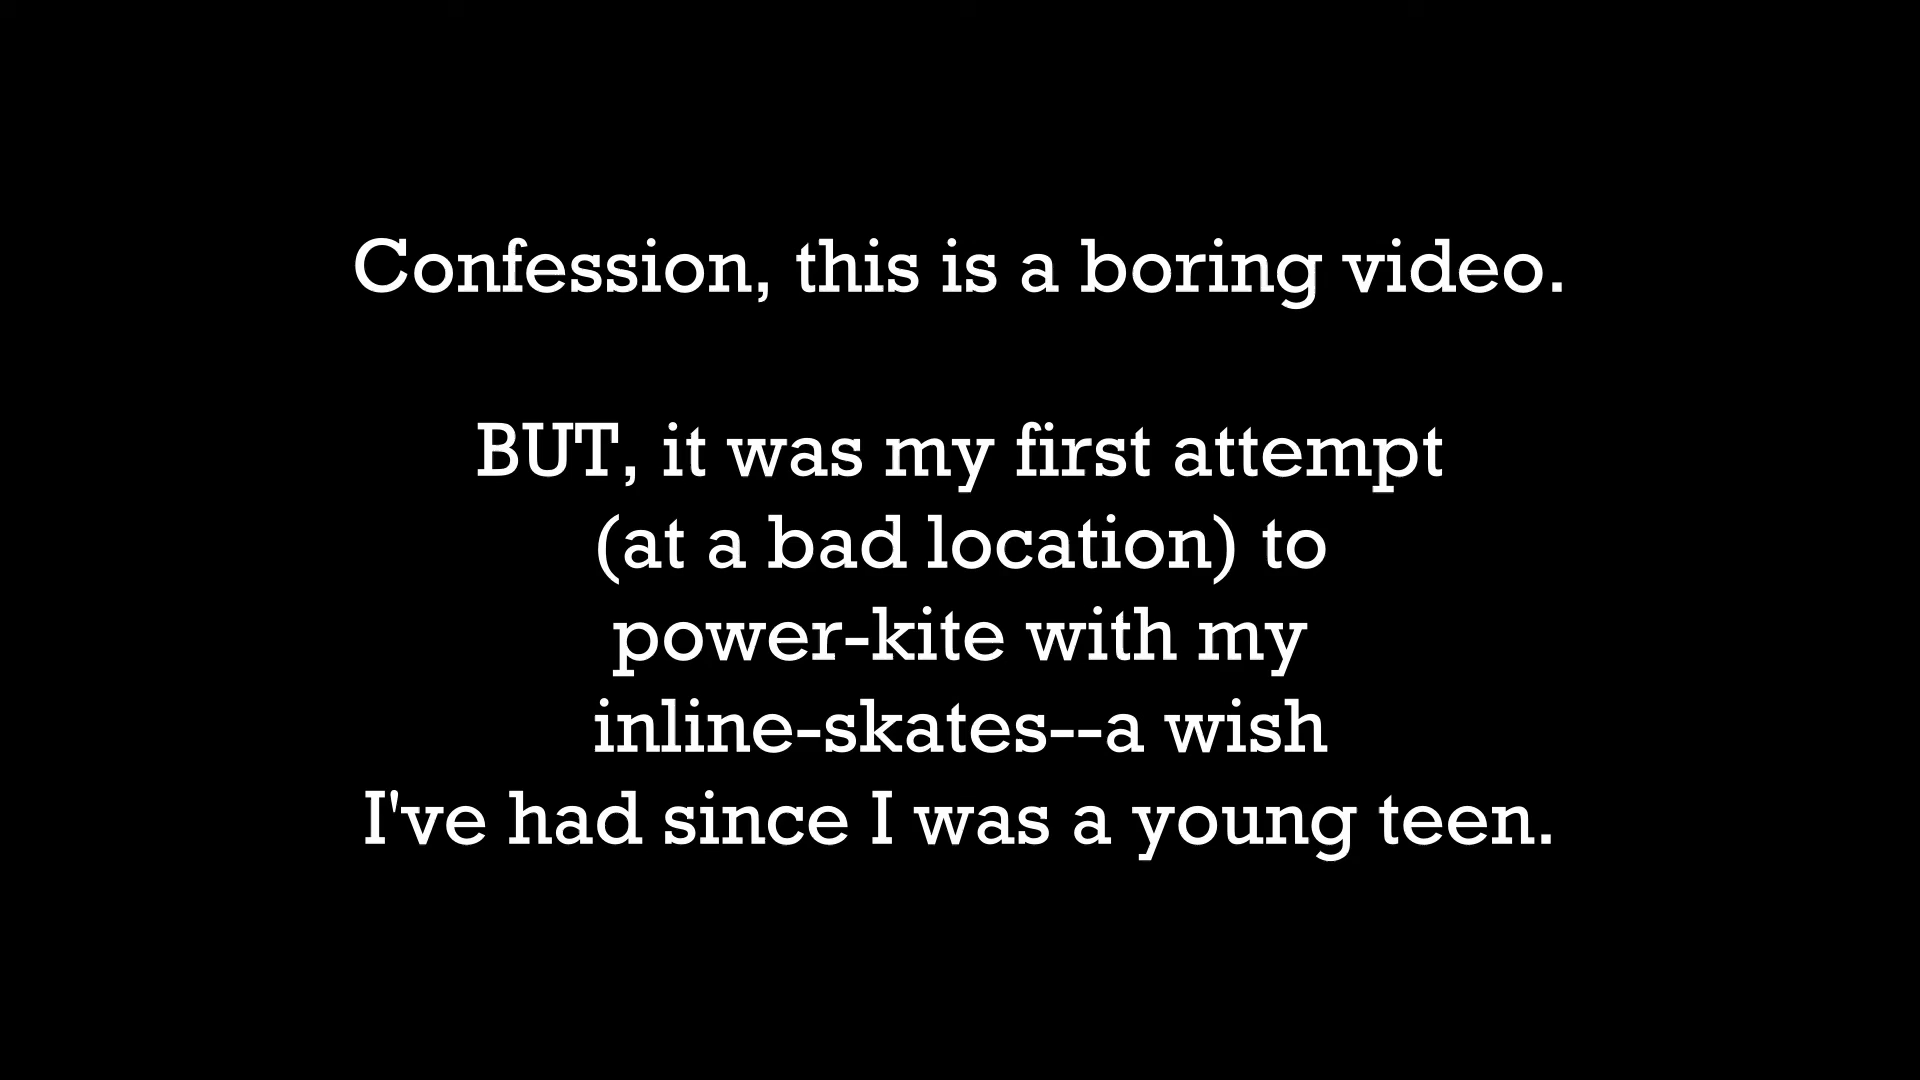 Confession, this is a boring video.
BUT, it was my first attempt
(at a bad location) to
power-kite with my
inline-skates--a wish
I've had since I was a young teen.